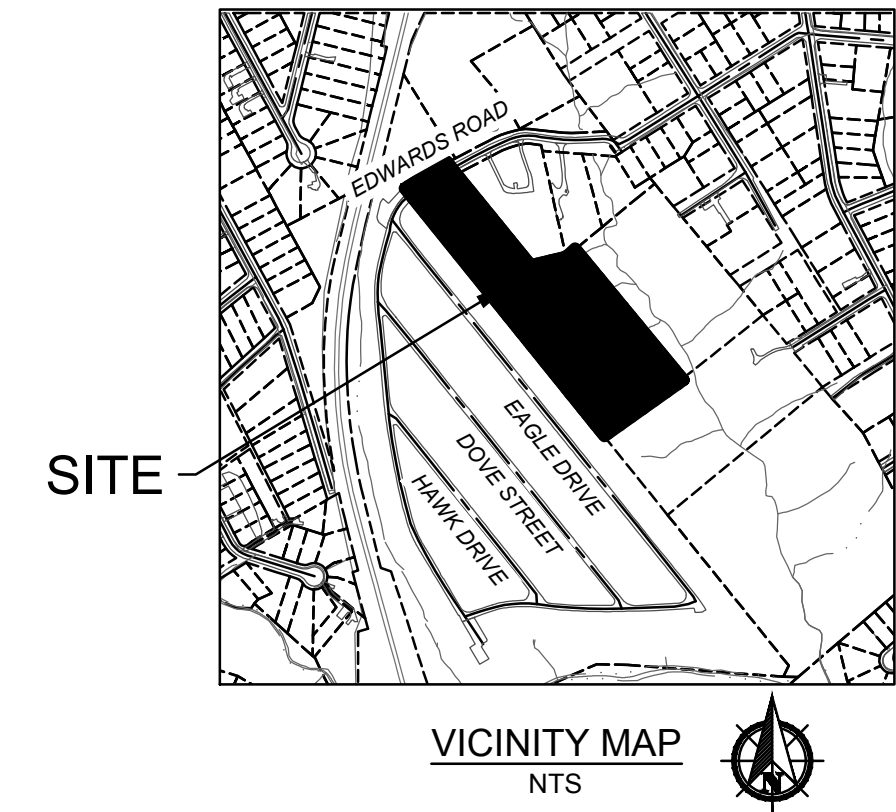 EDWARDS ROAD
SITE
EAGLE DRIVE
DOVE STREET
HAWK DRIVE
VICINITY MAP
NTS
N